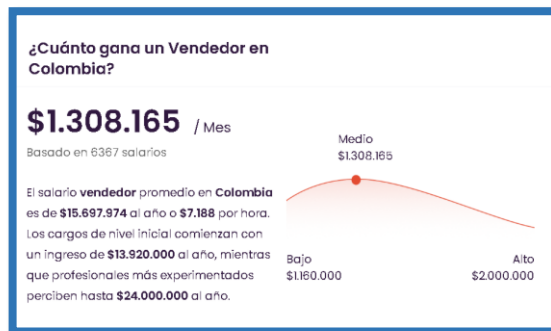 ¿Cuánto gana un Vendedor en
Colombia?
$1.308.165 / Mes
Basado en 6367 salarios
El salario vendedor promedio en Colombia
es de $15.697.974 al año o $7.188 por hora.
Los cargos de nivel inicial comienzan con
un ingreso de $13.920.000 al año, mientras
que profesionales más experimentados
perciben hasta $24.000.000 al año.
Medio
$1.308.165
Bajo
$1.160.000
Alto
$2.000.000